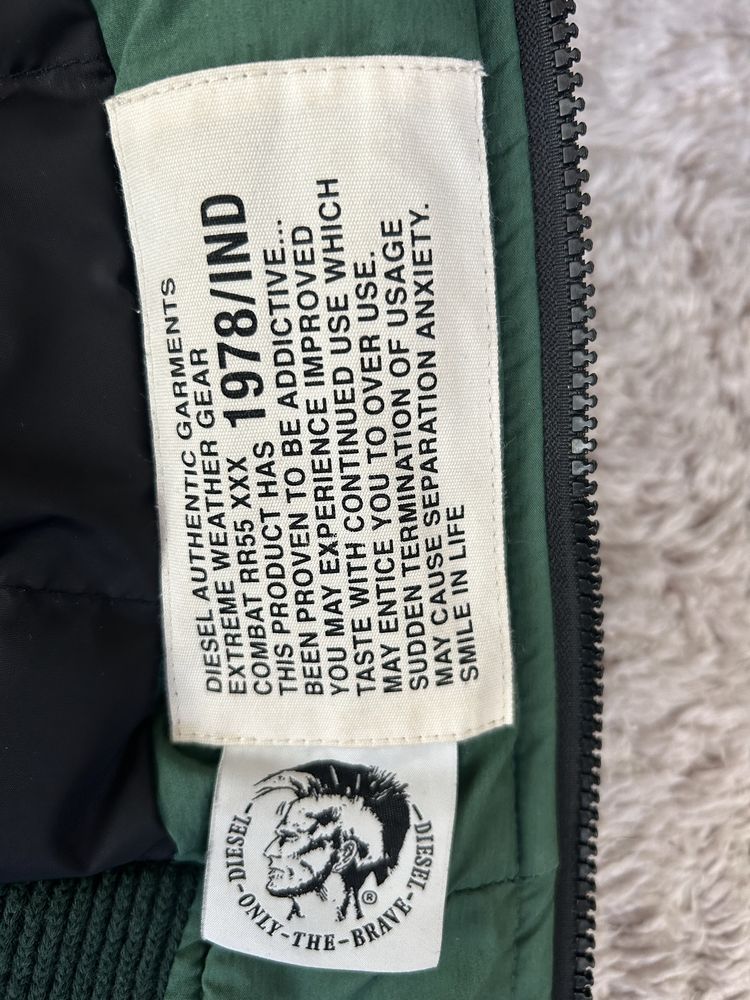 DIESEL AUTHENTIC GARMENTS
EXTREME WEATHER GEAR
COMBAT RR55 XXX 1978/IND
THIS PRODUCT HAS
BEEN PROVEN TO BE ADDICTIVE...
YOU MAY EXPERIENCE IMPROVED
TASTE WITH CONTINUED USE WHICH
MAY ENTICE YOU TO OVER USE.
SUDDEN TERMINATION OF USAGE
MAY CAUSE SEPARATION ANXIETY.
SMILE IN LIFE
-DIESEL-ONLY-THE-BRAVE-DIESEL-
®